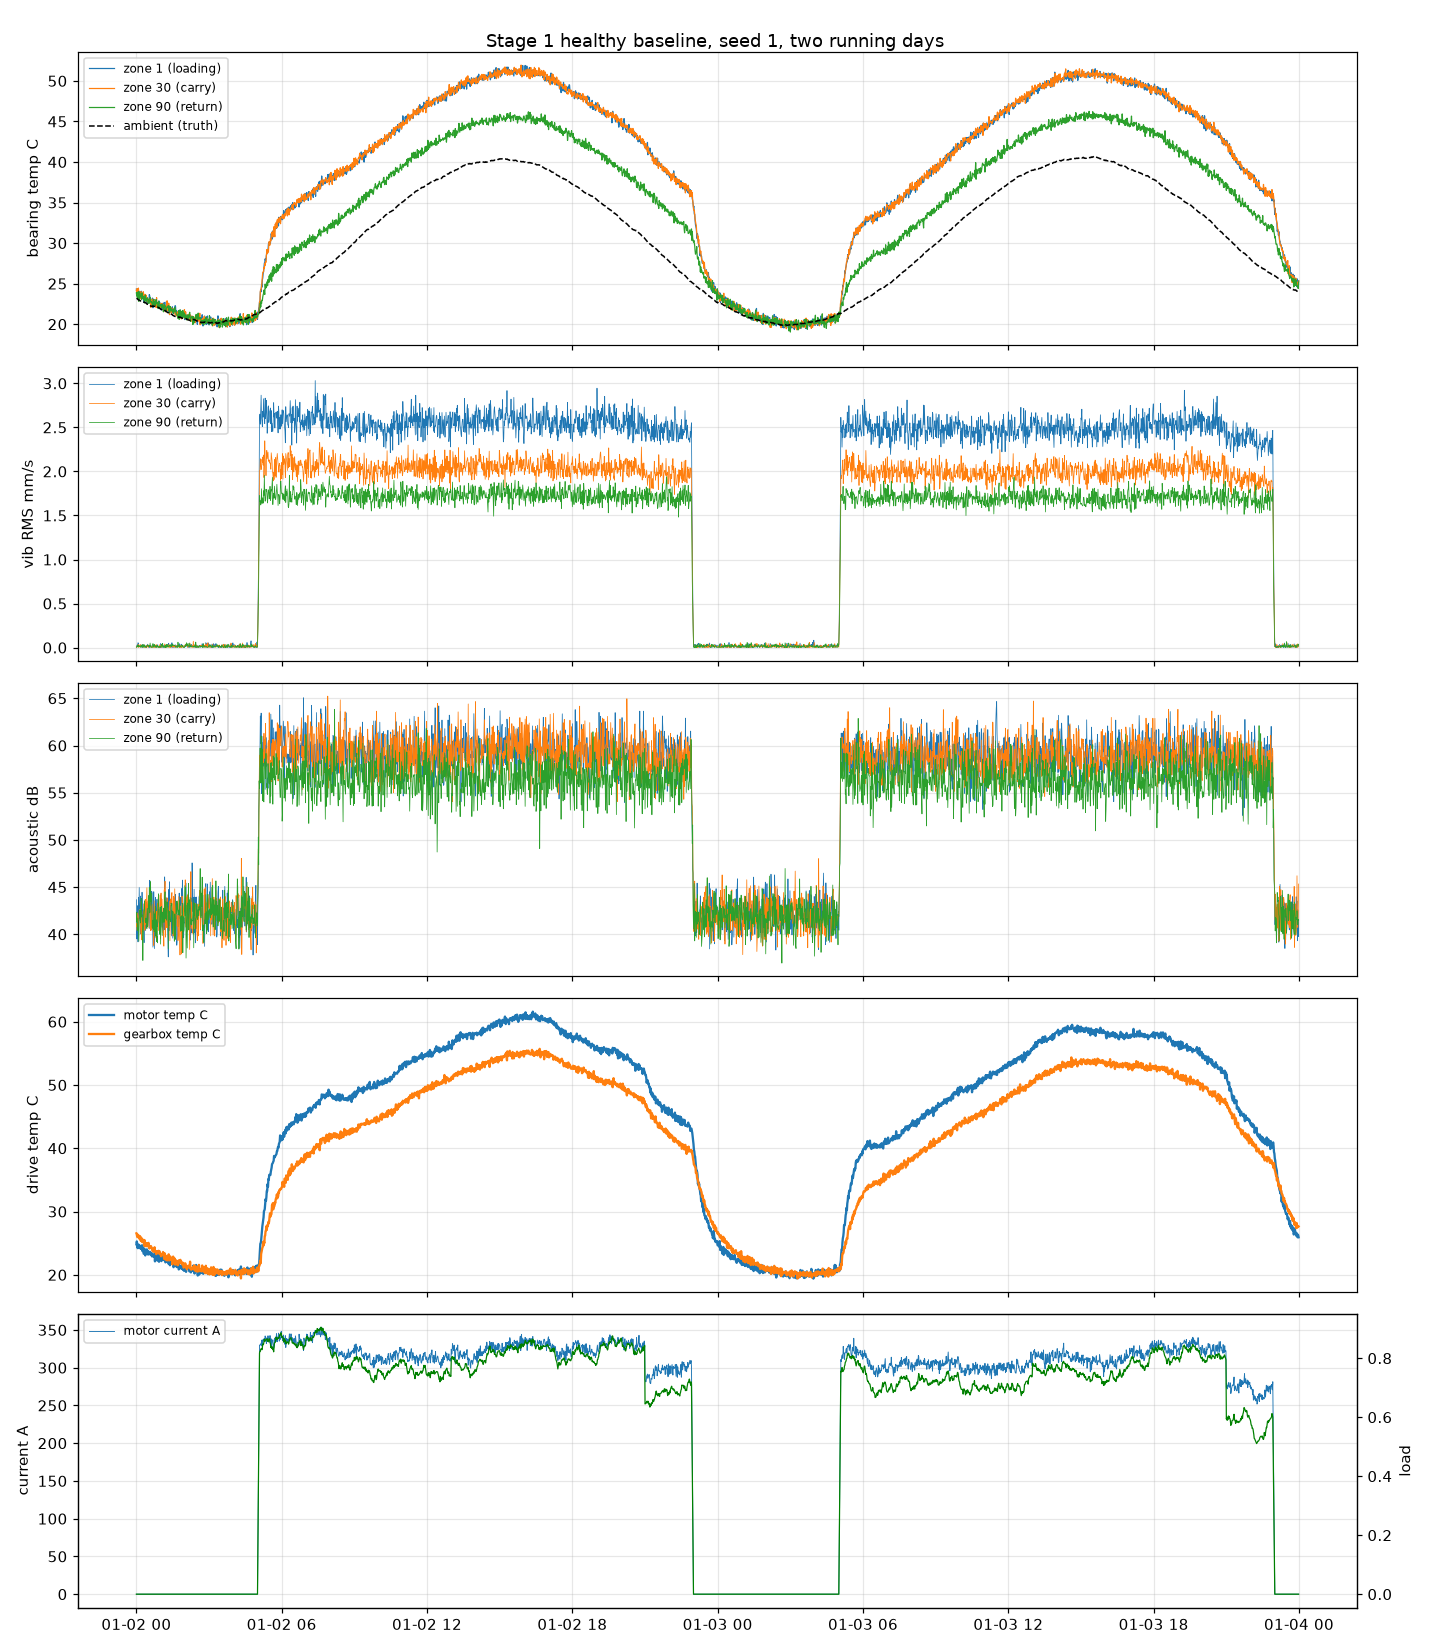 Stage 1 healthy baseline, seed 1, two running days
zone 1 (loading)
zone 30 (carry)
zone 90 (return)
ambient (truth)
bearing temp C
50
45
40
35
30
25
20
zone 1 (loading)
zone 30 (carry)
zone 90 (return)
vib RMS mm/s
3.0
2.5
2.0
1.5
1.0
0.5
0.0
zone 1 (loading)
zone 30 (carry)
zone 90 (return)
acoustic dB
65
60
55
50
45
40
motor temp C
gearbox temp C
drive temp C
60
50
40
30
20
motor current A
current A
350
300
250
200
150
100
50
0
load
0.8
0.6
0.4
0.2
0.0
01-02 00
01-02 06
01-02 12
01-02 18
01-03 00
01-03 06
01-03 12
01-03 18
01-04 00